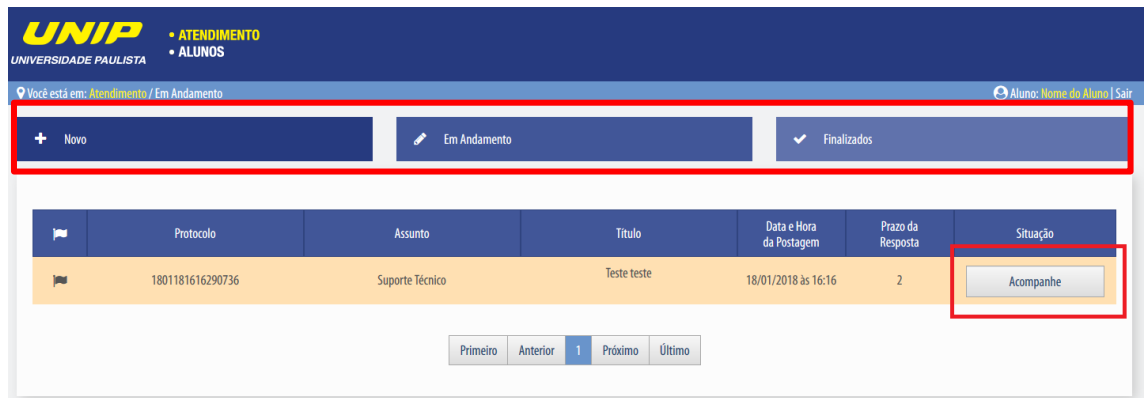 UNIP
UNIVERSIDADE PAULISTA
• ATENDIMENTO
• ALUNOS
Você está em: Atendimento / Em Andamento
Aluno: Nome do Aluno | Sair
Novo
Em Andamento
Finalizados
Protocolo
Assunto
Título
Data e Hora
da Postagem
Prazo da
Resposta
Situação
1801181616290736
Suporte Técnico
Teste teste
18/01/2018 às 16:16
2
Acompanhe
Primeiro
Anterior
1
Próximo
Último